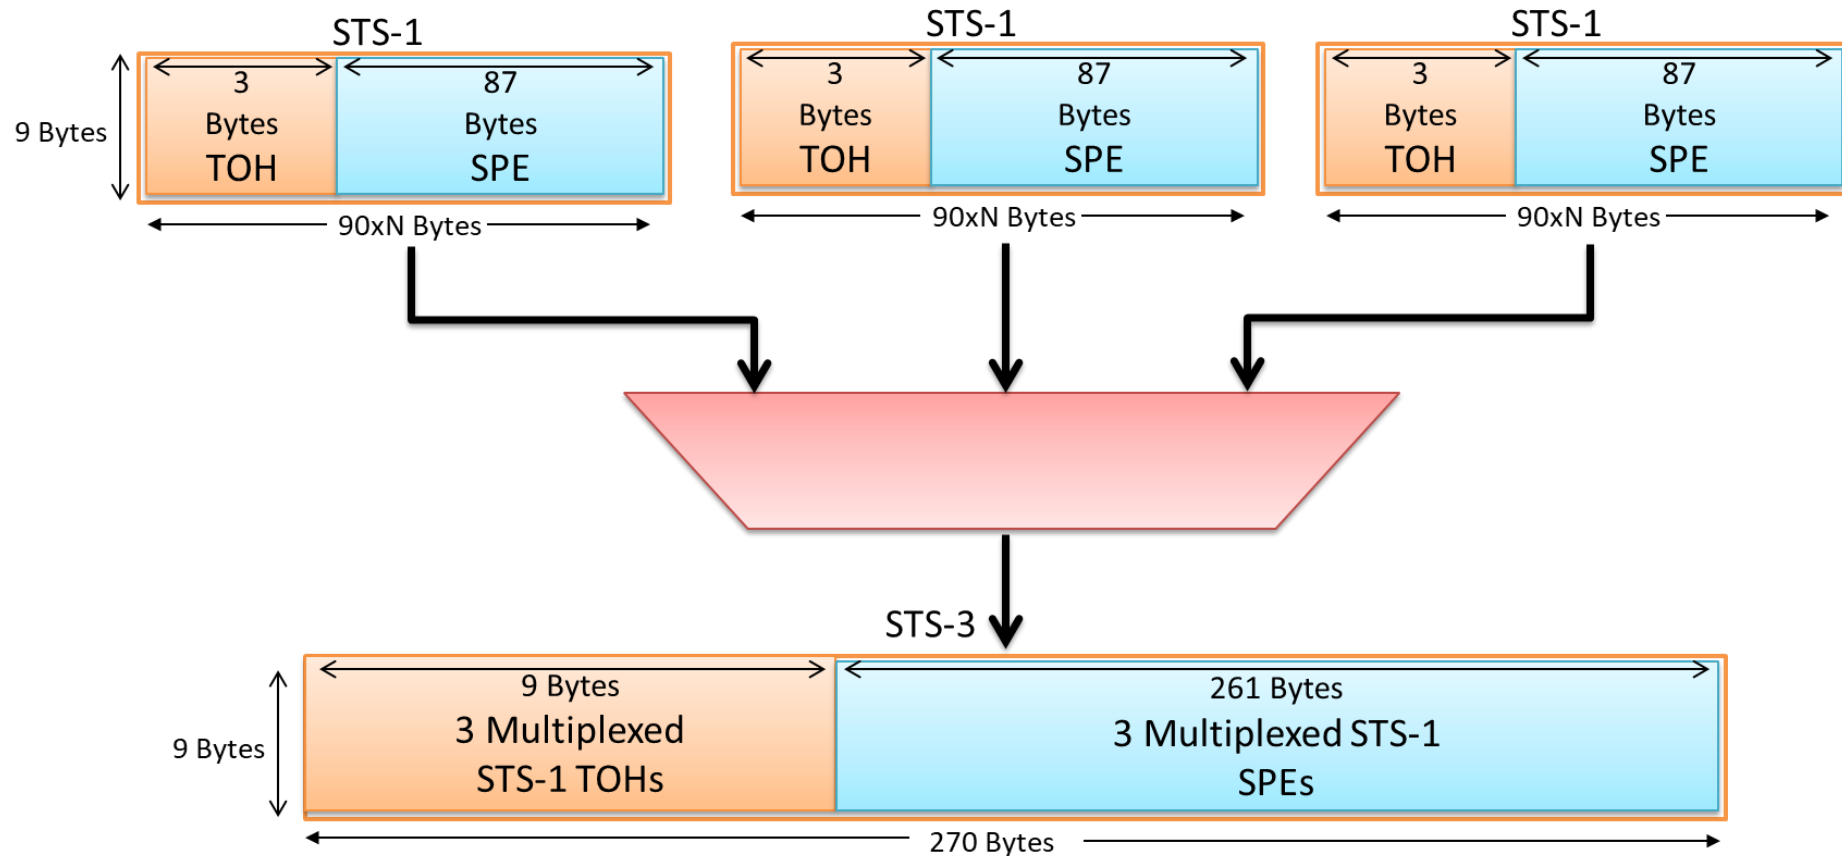 STS-1
STS-1
STS-1
9 Bytes
3
Bytes
TOH
87
Bytes
SPE
90xN Bytes
3
Bytes
TOH
87
Bytes
SPE
90xN Bytes
3
Bytes
TOH
87
Bytes
SPE
90xN Bytes
STS-3
9 Bytes
9 Bytes
3 Multiplexed
STS-1 TOHs
261 Bytes
3 Multiplexed STS-1
SPEs
270 Bytes